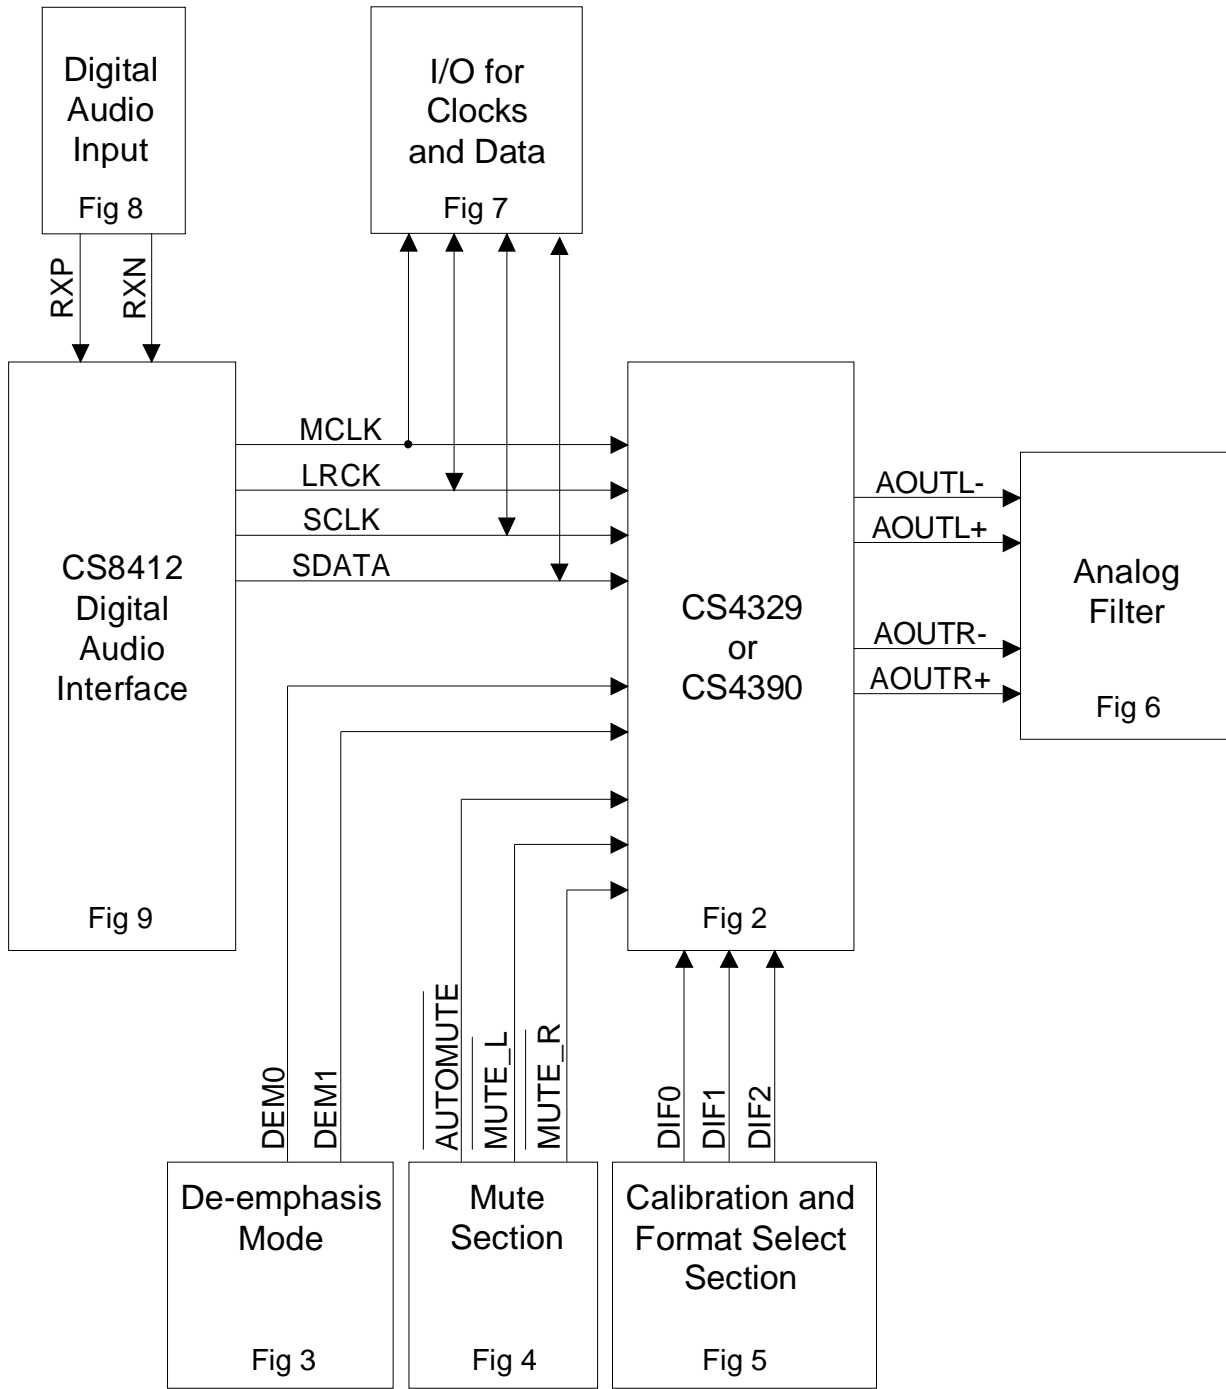 Digital
Audio
Input
Fig 8
I/O for
Clocks
and Data
Fig 7
RXP
RXN
MCLK
LRCK
SCLK
SDATA
CS8412
Digital
Audio
Interface
Fig 9
CS4329
or
CS4390
Fig 2
AOUTL-
AOUTL+
AOUTR-
AOUTR+
Analog
Filter
Fig 6
DEM0
DEM1
AUTOMUTE
MUTE_L
MUTE_R
DIF0
DIF1
DIF2
De-emphasis
Mode
Fig 3
Mute
Section
Fig 4
Calibration and
Format Select
Section
Fig 5